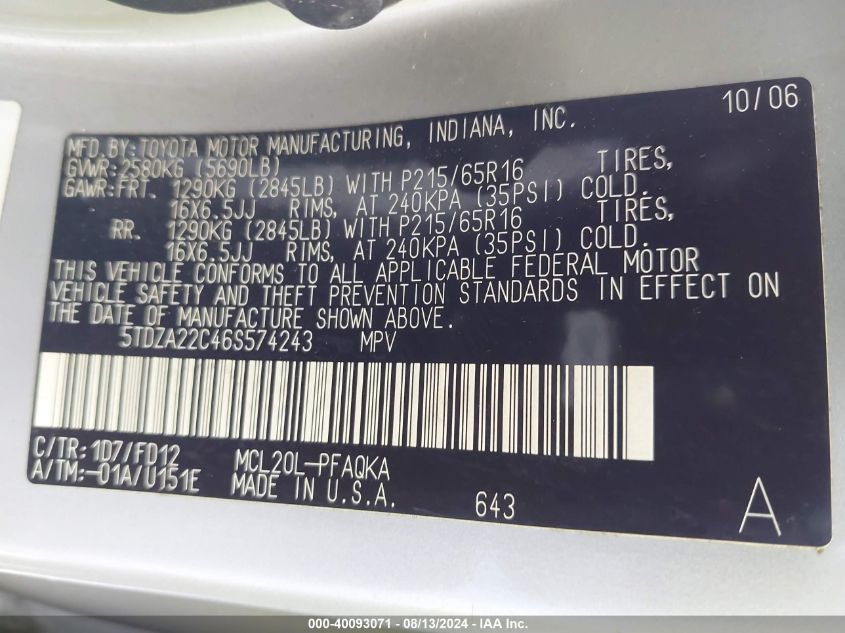 10/06
MFD. BY: TOYOTA MOTOR MANUFACTURING, INDIANA, INC.
GVWR: 2580KG (5690LB)
GAWR: FRT. 1290KG (2845LB) WITH P215/65R16 TIRES,
16X6.5JJ RIMS, AT 240KPA (35PSI) COLD.
RR. 1290KG (2845LB) WITH P215/65R16 TIRES,
16X6.5JJ RIMS, AT 240KPA (35PSI) COLD.
THIS VEHICLE CONFORMS TO ALL APPLICABLE FEDERAL MOTOR
VEHICLE SAFETY AND THEFT PREVENTION STANDARDS IN EFFECT ON
THE DATE OF MANUFACTURE SHOWN ABOVE.
5TDZA22C46S574243 MPV
C/TR: 1D7/FD12 MCL20L-PFAQKA
A/TM:-01A/U151E MADE IN U.S.A. 643 A
000-40093071 - 08/13/2024 - IAA Inc.